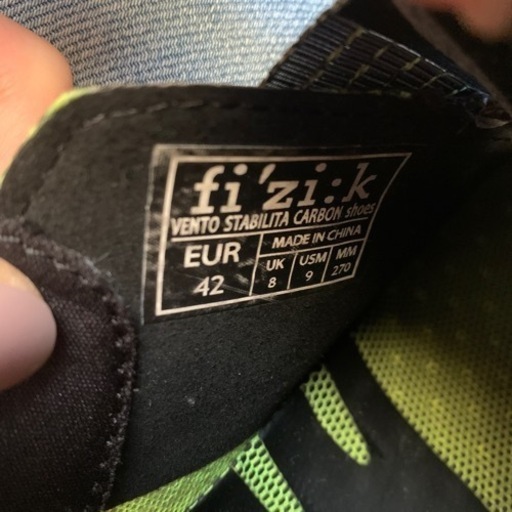 fi'zi:k
VENTO STABILITA CARBON shoes
EUR 42
MADE IN CHINA
UK 8
USM 9
MM 270